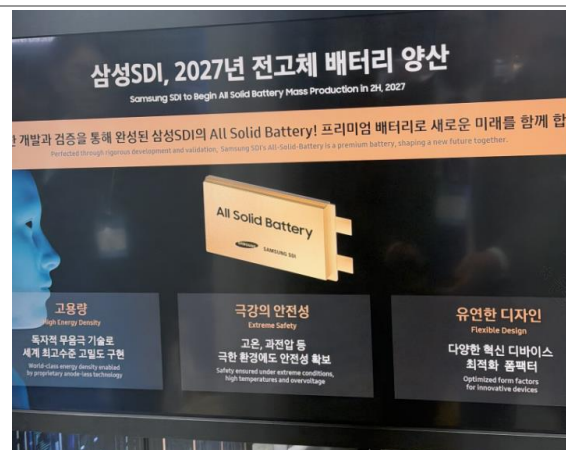 삼성SDI, 2027년 전고체 배터리 양산
Samsung SDI to Begin All Solid Battery Mass Production in 2H, 2027
개발과 검증을 통해 완성된 삼성SDI의 All Solid Battery! 프리미엄 배터리로 새로운 미래를 함께 합
Perfected through rigorous development and validation, Samsung SDI's All-Solid-Battery is a premium battery, shaping a new future together.
All Solid Battery
SAMSUNG
SAMSUNG SDI
고용량
High Energy Density
독자적 무음극 기술로
세계 최고수준 고밀도 구현
World-class energy density enabled
by proprietary anode-less technology
극강의 안전성
Extreme Safety
고온, 과전압 등
극한 환경에도 안전성 확보
Safety ensured under extreme conditions,
high temperatures and overvoltage
유연한 디자인
Flexible Design
다양한 혁신 디바이스
최적화 폼팩터
Optimized form factors
for innovative devices